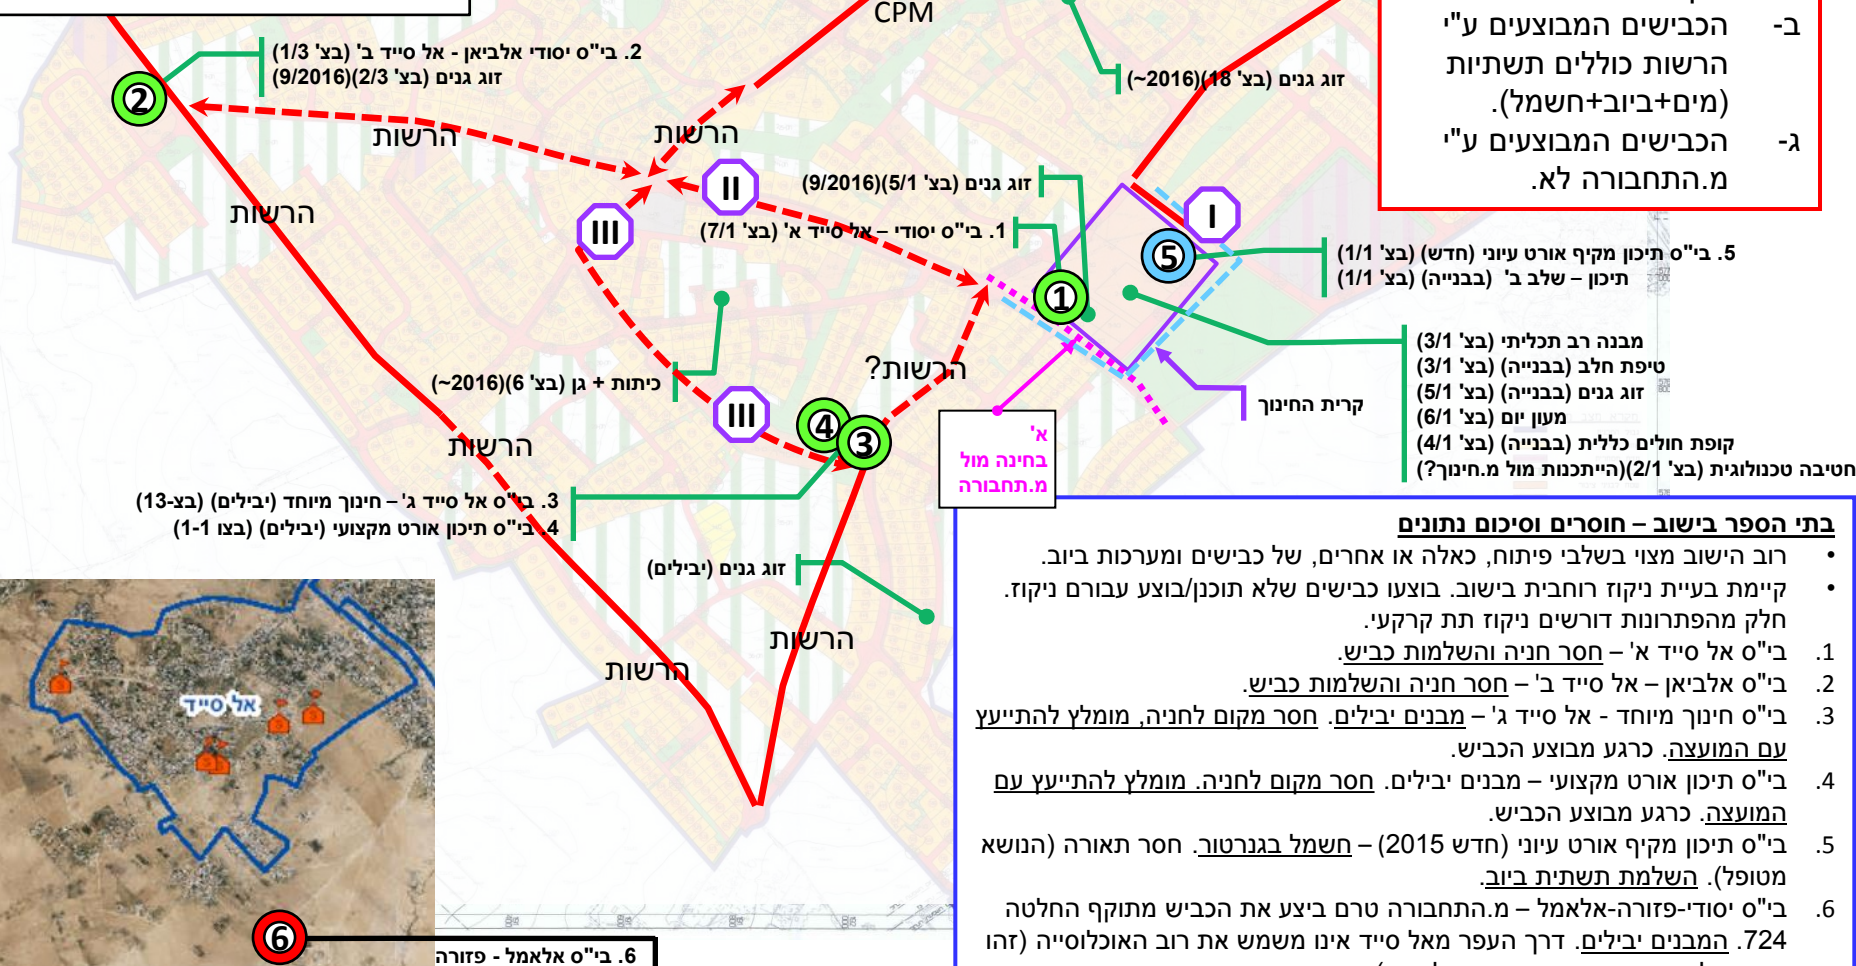 CPM
ב- הכבישים המבוצעים ע"י
הרשות כוללים תשתיות
(מים+ביוב+חשמל).
ג- הכבישים המבוצעים ע"י
מ.התחבורה לא.
2. בי"ס יסודי אלביאן - אל סייד ב' (בצ' 1/3)
זוג גנים (בצ' 2/3)(9/2016)
②
הרשות
הרשות
הרשות
זוג גנים (בצ' 18)(2016~)
זוג גנים (בצ' 5/1)(9/2016)
1. בי"ס יסודי – אל סייד א' (בצ' 7/1)
II
III
I
⑤
①
5. בי"ס תיכון מקיף אורט עיוני (חדש) (בצ' 1/1)
תיכון – שלב ב' (בבנייה) (בצ' 1/1)
מבנה רב תכליתי (בצ' 3/1)
טיפת חלב (בבנייה) (בצ' 3/1)
זוג גנים (בבנייה) (בצ' 5/1)
מעון יום (בצ' 6/1)
קופת חולים כללית (בבנייה) (בצ' 4/1)
חטיבה טכנולוגית (בצ' 2/1)(הייתכנות מול מ.חינוך?)
קרית החינוך
הרשות?
כיתות + גן (בצ' 6)(2016~)
III
④
③
א'
בחינה מול
מ.תחבורה
הרשות
3. בי"ס אל סייד ג' – חינוך מיוחד (יבילים) (בצ-13)
4. בי"ס תיכון אורט מקצועי (יבילים) (בצו 1-1)
זוג גנים (יבילים)
הרשות
הרשות
אל סייד
⑥
6. בי"ס אלאמל - פזורה
בתי הספר בישוב – חוסרים וסיכום נתונים
• רוב הישוב מצוי בשלבי פיתוח, כאלה או אחרים, של כבישים ומערכות ביוב.
• קיימת בעיית ניקוז רוחבית בישוב. בוצעו כבישים שלא תוכנן/בוצע עבורם ניקוז.
חלק מהפתרונות דורשים ניקוז תת קרקעי.
1. בי"ס אל סייד א' – חסר חניה והשלמות כביש.
2. בי"ס אלביאן – אל סייד ב' – חסר חניה והשלמות כביש.
3. בי"ס חינוך מיוחד - אל סייד ג' – מבנים יבילים. חסר מקום לחניה, מומלץ להתייעץ
עם המועצה. כרגע מבוצע הכביש.
4. בי"ס תיכון אורט מקצועי – מבנים יבילים. חסר מקום לחניה. מומלץ להתייעץ עם
המועצה. כרגע מבוצע הכביש.
5. בי"ס תיכון מקיף אורט עיוני (חדש 2015) – חשמל בגנרטור. חסר תאורה (הנושא
מטופל). השלמת תשתית ביוב.
6. בי"ס יסודי-פזורה-אלאמל – מ.התחבורה טרם ביצע את הכביש מתוקף החלטה
724. המבנים יבילים. דרך העפר מאל סייד אינו משמש את רוב האוכלוסייה (זהו